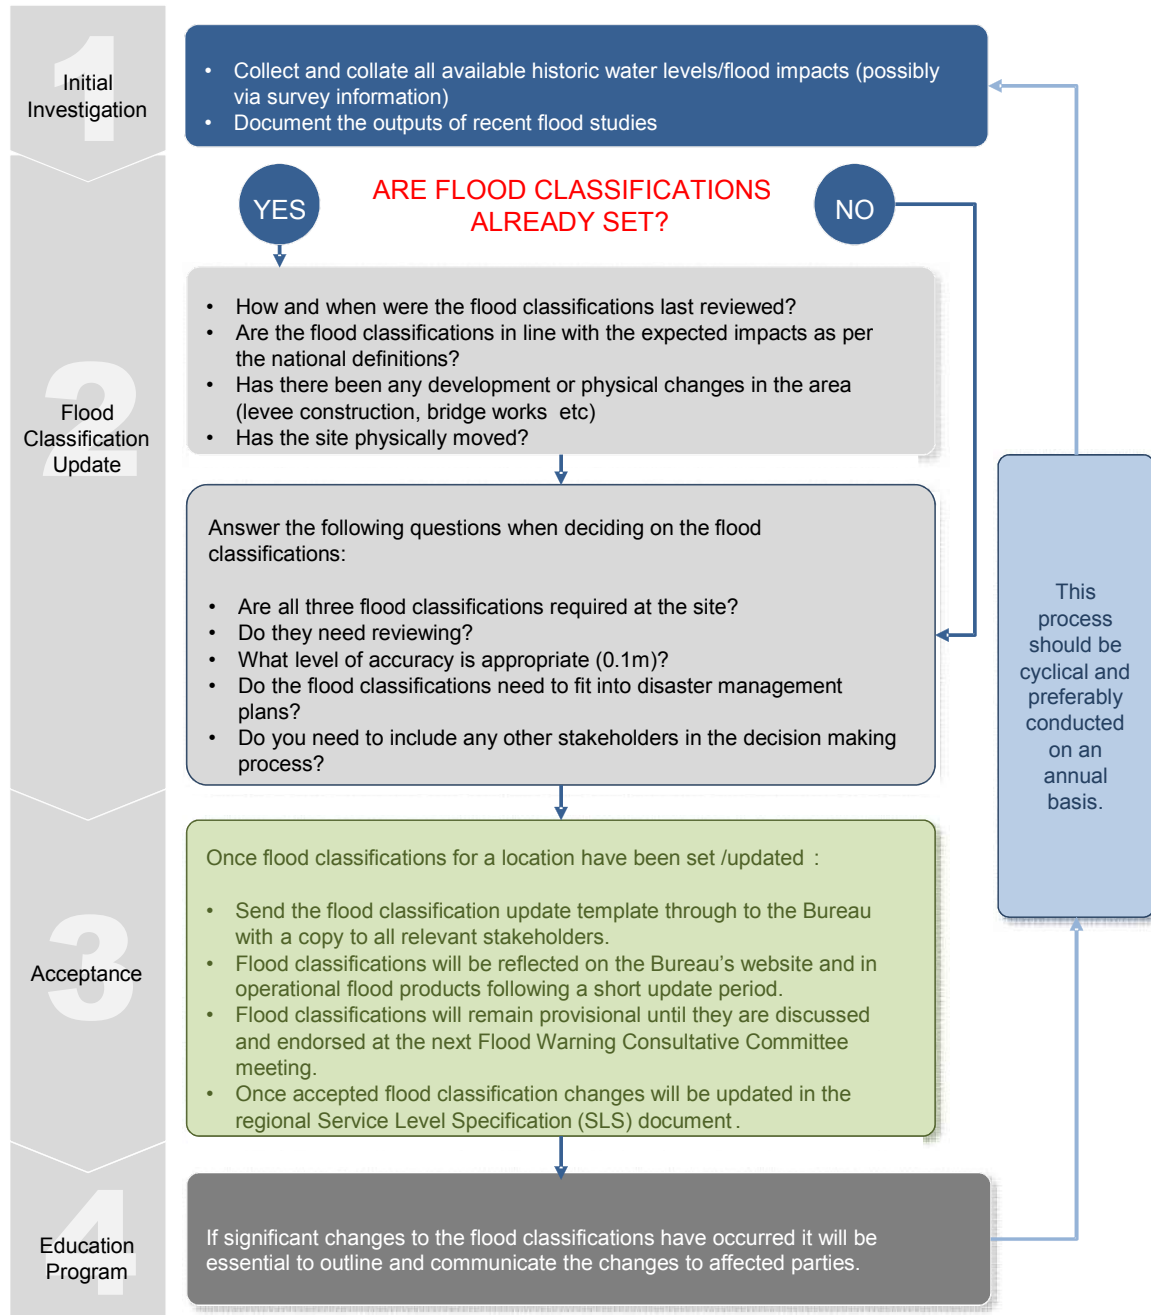 1
Initial
Investigation
• Collect and collate all available historic water levels/flood impacts (possibly
via survey information)
• Document the outputs of recent flood studies
YES
ARE FLOOD CLASSIFICATIONS
ALREADY SET?
NO
2
Flood
Classification
Update
• How and when were the flood classifications last reviewed?
• Are the flood classifications in line with the expected impacts as per
the national definitions?
• Has there been any development or physical changes in the area
(levee construction, bridge works etc)
• Has the site physically moved?
Answer the following questions when deciding on the flood
classifications:
• Are all three flood classifications required at the site?
• Do they need reviewing?
• What level of accuracy is appropriate (0.1m)?
• Do the flood classifications need to fit into disaster management
plans?
• Do you need to include any other stakeholders in the decision making
process?
This
process
should be
cyclical and
preferably
conducted
on an
annual
basis.
3
Acceptance
Once flood classifications for a location have been set /updated :
• Send the flood classification update template through to the Bureau
with a copy to all relevant stakeholders.
• Flood classifications will be reflected on the Bureau's website and in
operational flood products following a short update period.
• Flood classifications will remain provisional until they are discussed
and endorsed at the next Flood Warning Consultative Committee
meeting.
• Once accepted flood classification changes will be updated in the
regional Service Level Specification (SLS) document .
4
Education
Program
If significant changes to the flood classifications have occurred it will be
essential to outline and communicate the changes to affected parties.